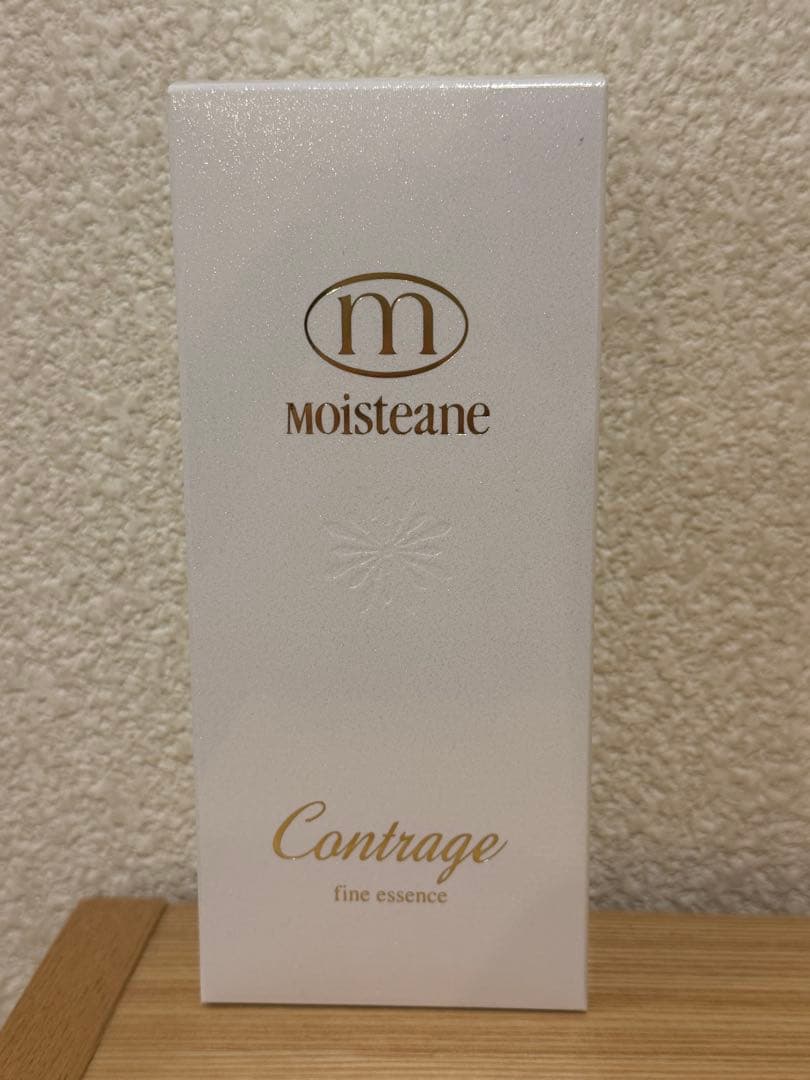 m
Moisteane
Contrage
fine essence